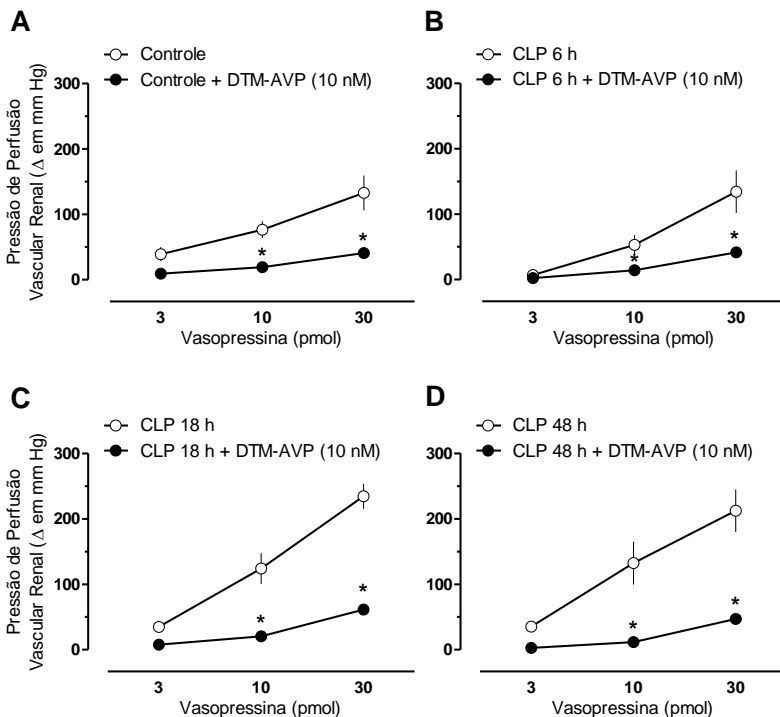 A
Controle
Controle + DTM-AVP (10 nM)
Pressão de Perfusão
Vascular Renal (Δ em mm Hg)
300
200
100
0
*
*
3
10
30
Vasopressina (pmol)
B
CLP 6 h
CLP 6 h + DTM-AVP (10 nM)
300
200
100
0
*
*
3
10
30
Vasopressina (pmol)
C
CLP 18 h
CLP 18 h + DTM-AVP (10 nM)
Pressão de Perfusão
Vascular Renal (Δ em mm Hg)
300
200
100
0
*
*
3
10
30
Vasopressina (pmol)
D
CLP 48 h
CLP 48 h + DTM-AVP (10 nM)
300
200
100
0
*
*
3
10
30
Vasopressina (pmol)